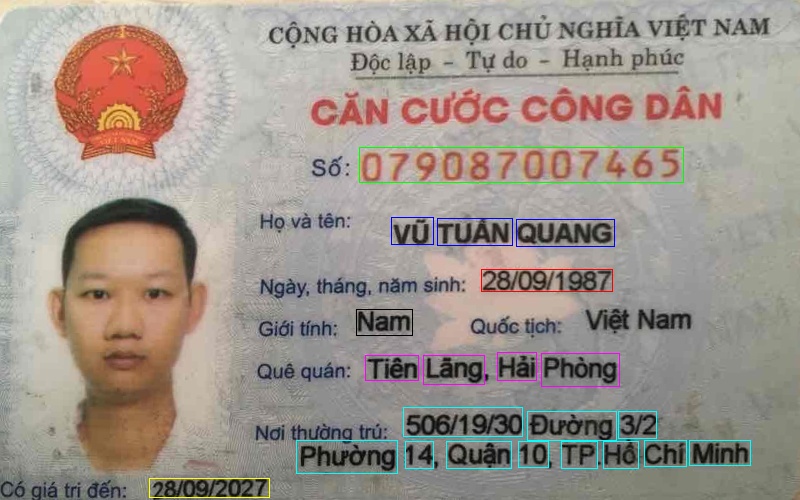 CỘNG HÒA XÃ HỘI CHỦ NGHĨA VIỆT NAM
Độc lập - Tự do - Hạnh phúc
CĂN CƯỚC CÔNG DÂN
Số: 079087007465
Họ và tên: VŨ TUÂN QUANG
Ngày, tháng, năm sinh: 28/09/1987
Giới tính: Nam Quốc tịch: Việt Nam
Quê quán: Tiên Lãng, Hải Phòng
Nơi thường trú: 506/19/30 Đường 3/2
Phường 14, Quận 10, TP.Hồ Chí Minh
Có giá trị đến: 28/09/2027